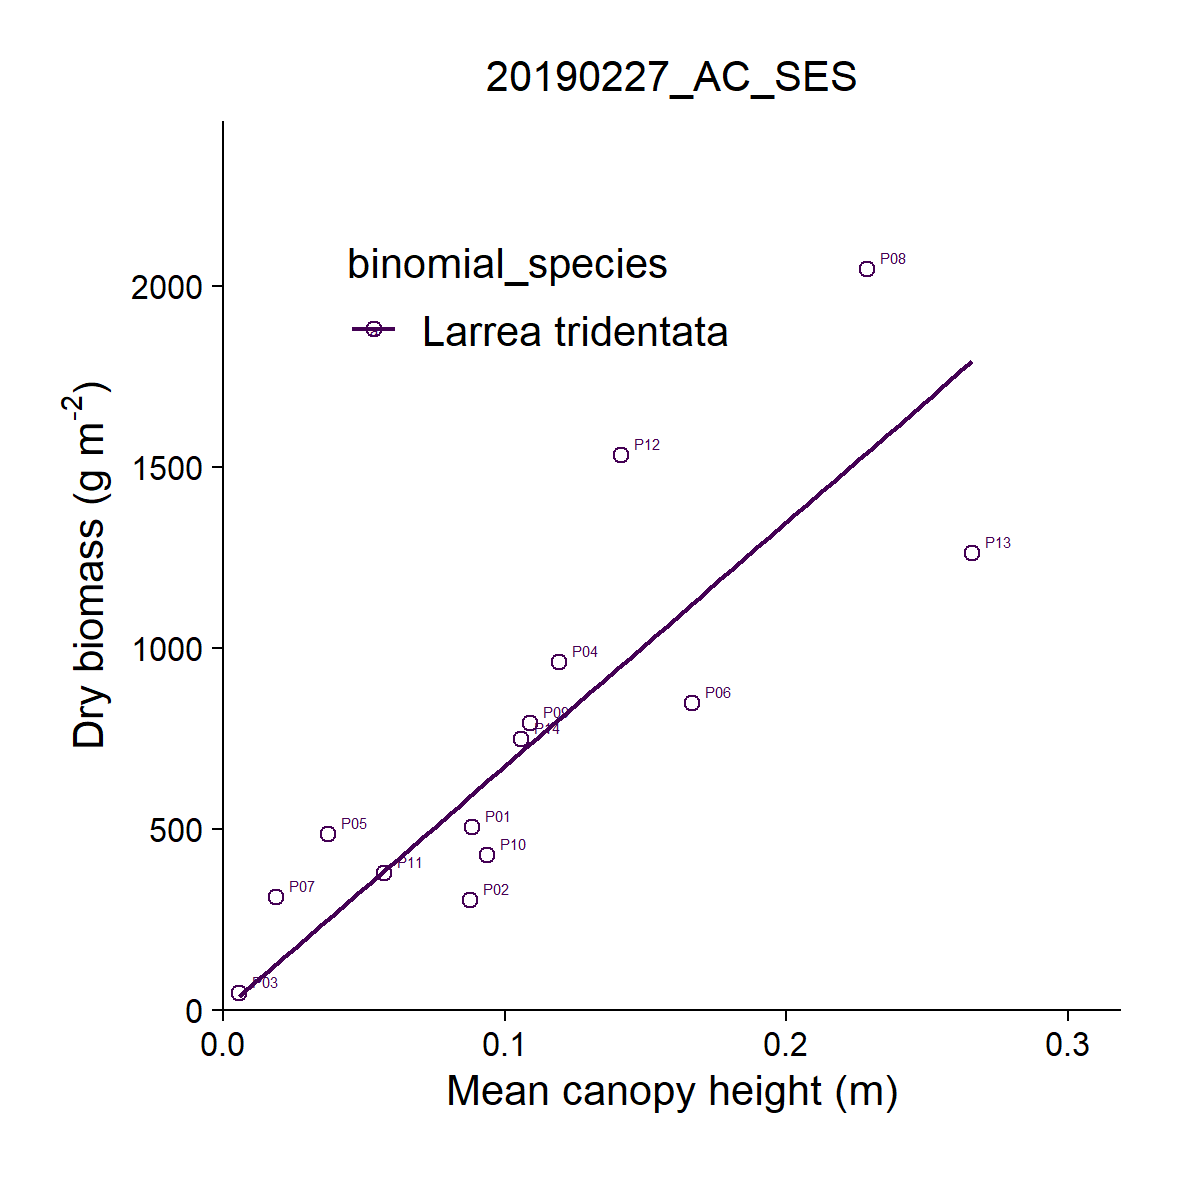 20190227_AC_SES
binomial_species
Larrea tridentata
Dry biomass (g m⁻²)
2000
1500
1000
500
0
P08
P12
P13
P04
P06
P09
P14
P05
P01
P10
P11
P07
P02
P03
0.0 0.1 0.2 0.3
Mean canopy height (m)